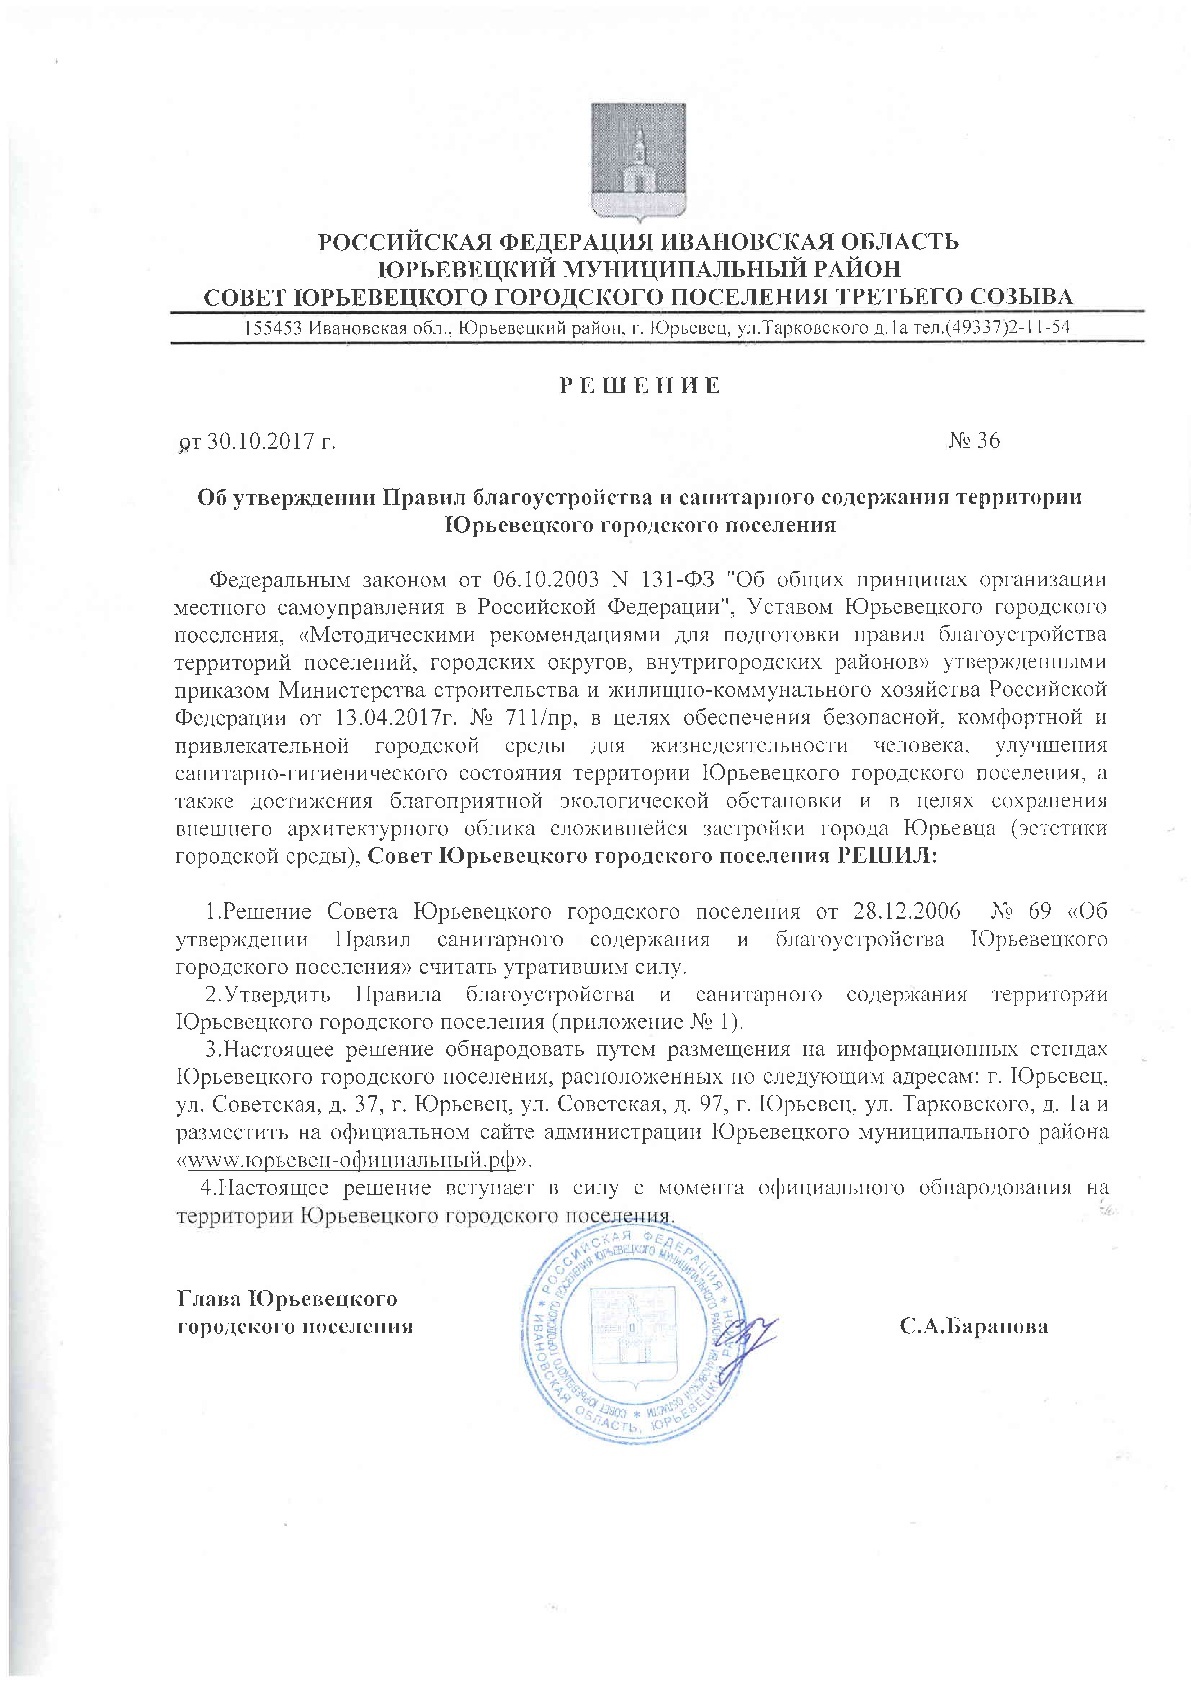 РОССИЙСКАЯ ФЕДЕРАЦИЯ ИВАНОВСКАЯ ОБЛАСТЬ
ЮРЬЕВЕЦКИЙ МУНИЦИПАЛЬНЫЙ РАЙОН
СОВЕТ ЮРЬЕВЕЦКОГО ГОРОДСКОГО ПОСЕЛЕНИЯ ТРЕТЬЕГО СОЗЫВА
155453 Ивановская обл., Юрьевецкий район, г. Юрьевец, ул.Тарковского д.1а тел.(49337)2-11-54
Р Е Ш Е Н И Е
от 30.10.2017 г. № 36
Об утверждении Правил благоустройства и санитарного содержания территории
Юрьевецкого городского поселения
Федеральным законом от 06.10.2003 N 131-ФЗ "Об общих принципах организации
местного самоуправления в Российской Федерации", Уставом Юрьевецкого городского
поселения, «Методическими рекомендациями для подготовки правил благоустройства
территорий поселений, городских округов, внутригородских районов» утвержденными
приказом Министерства строительства и жилищно-коммунального хозяйства Российской
Федерации от 13.04.2017г. № 711/пр, в целях обеспечения безопасной, комфортной и
привлекательной городской среды для жизнедеятельности человека, улучшения
санитарно-гигиенического состояния территории Юрьевецкого городского поселения, а
также достижения благоприятной экологической обстановки и в целях сохранения
внешнего архитектурного облика сложившейся застройки города Юрьевца (эстетики
городской среды), Совет Юрьевецкого городского поселения РЕШИЛ:
1.Решение Совета Юрьевецкого городского поселения от 28.12.2006 № 69 «Об
утверждении Правил санитарного содержания и благоустройства Юрьевецкого
городского поселения» считать утратившим силу.
2.Утвердить Правила благоустройства и санитарного содержания территории
Юрьевецкого городского поселения (приложение № 1).
3.Настоящее решение обнародовать путем размещения на информационных стендах
Юрьевецкого городского поселения, расположенных по следующим адресам: г. Юрьевец,
ул. Советская, д. 37, г. Юрьевец, ул. Советская, д. 97, г. Юрьевец, ул. Тарковского, д. 1а и
разместить на официальном сайте администрации Юрьевецкого муниципального района
«www.юрьевец-официальный.рф».
4.Настоящее решение вступает в силу с момента официального обнародования на
территории Юрьевецкого городского поселения.
Глава Юрьевецкого
городского поселения С.А.Баранова
* РОССИЙСКАЯ ФЕДЕРАЦИЯ * ИВАНОВСКАЯ ОБЛАСТЬ, ЮРЬЕВЕЦКИЙ РАЙОН